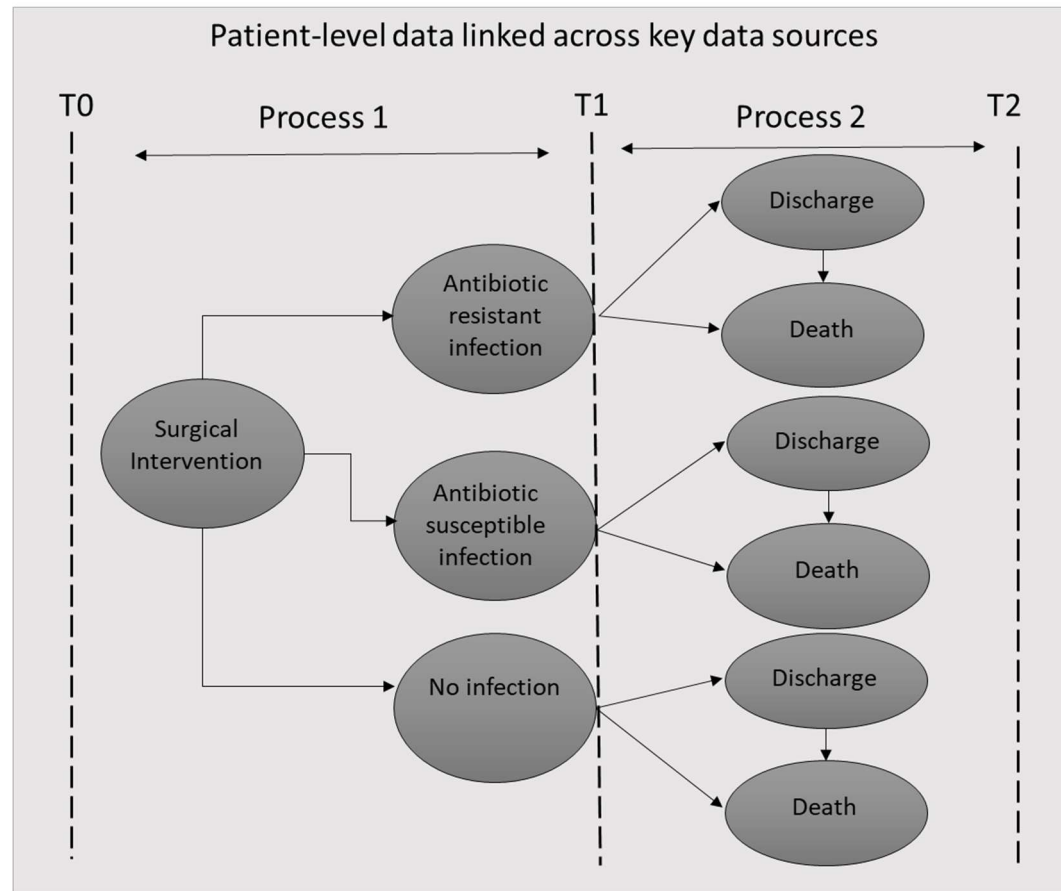 Patient-level data linked across key data sources
T0
Process 1
T1
Process 2
T2
Surgical
Intervention
Antibiotic
resistant
infection
Discharge
Death
Antibiotic
susceptible
infection
Discharge
Death
No infection
Discharge
Death